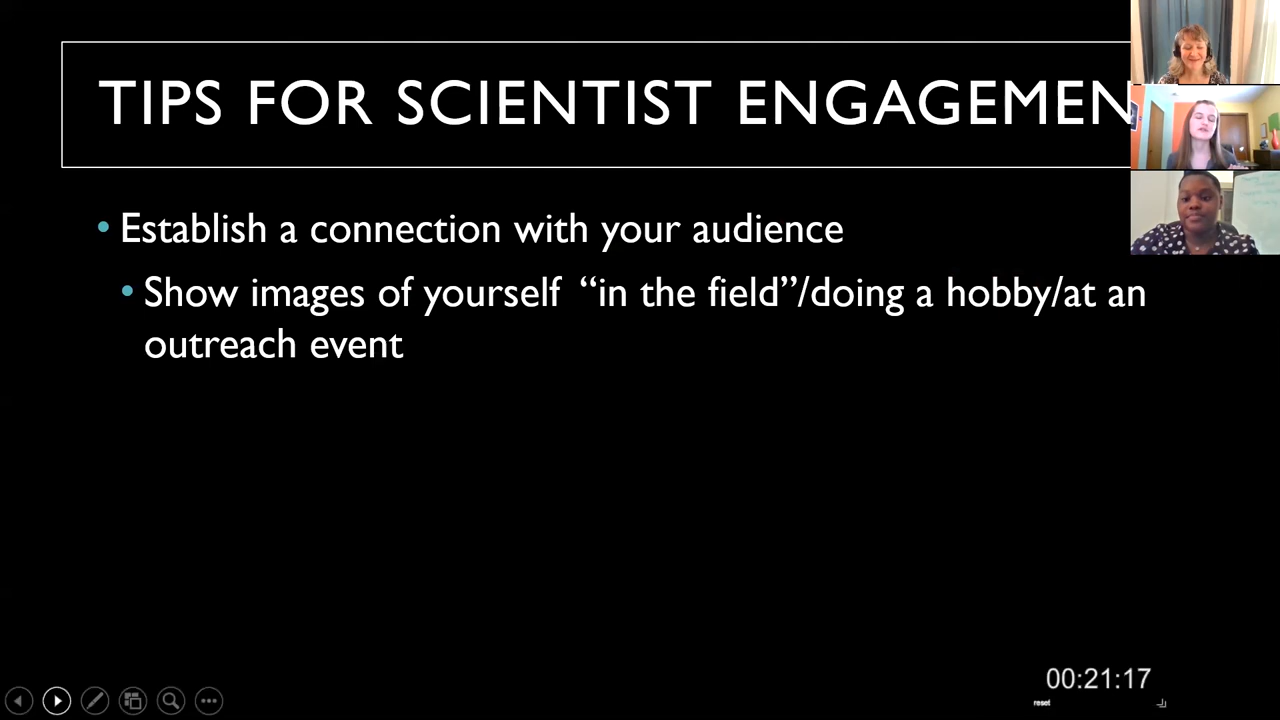 TIPS FOR SCIENTIST ENGAGEMEN
• Establish a connection with your audience
• Show images of yourself “in the field”/doing a hobby/at an
outreach event
00:21:17
reset